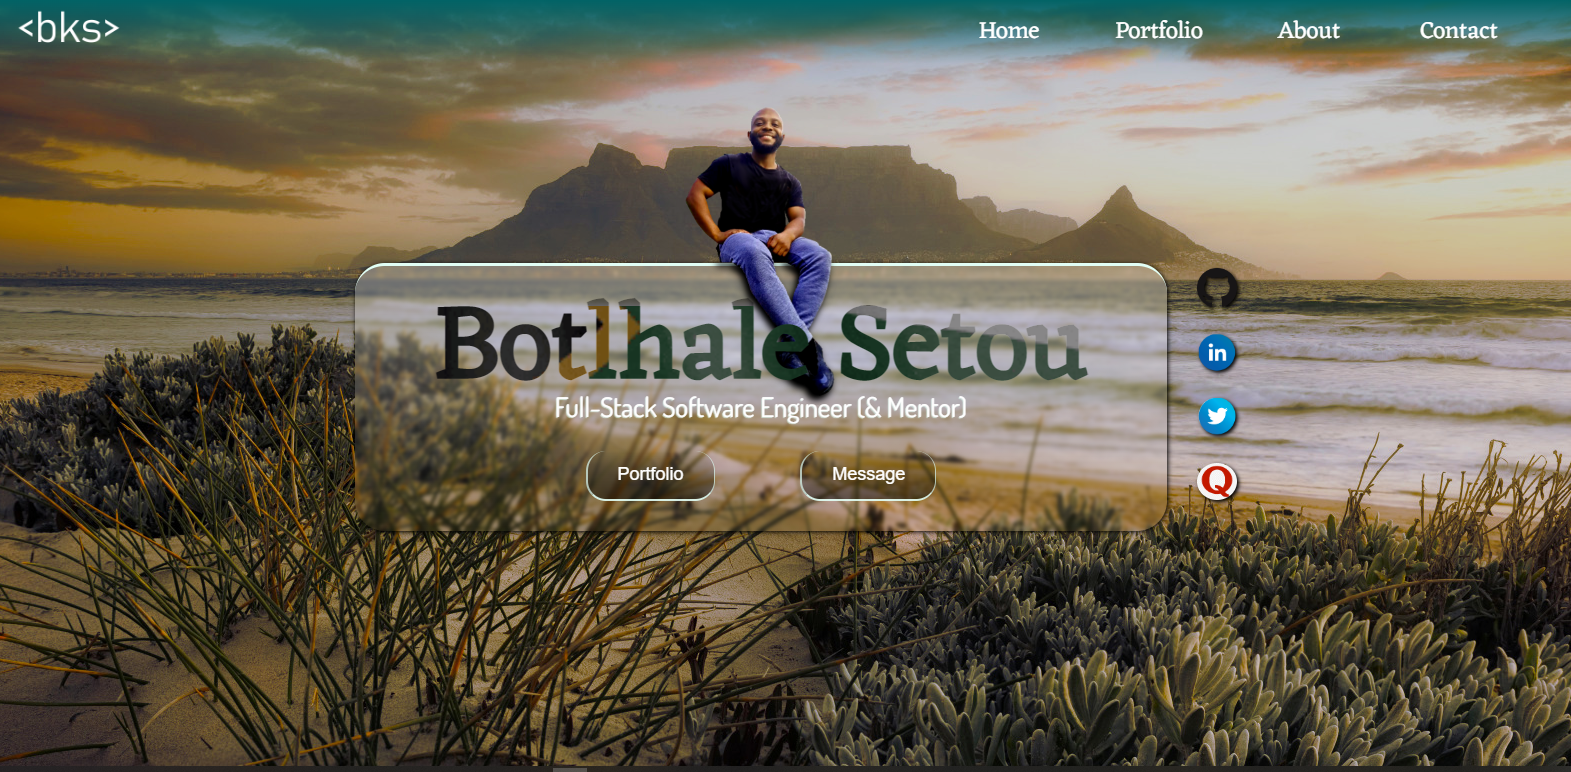 <bks>
Home Portfolio About Contact
Botlhale Setou
Full-Stack Software Engineer (& Mentor)
Portfolio Message
in
Q